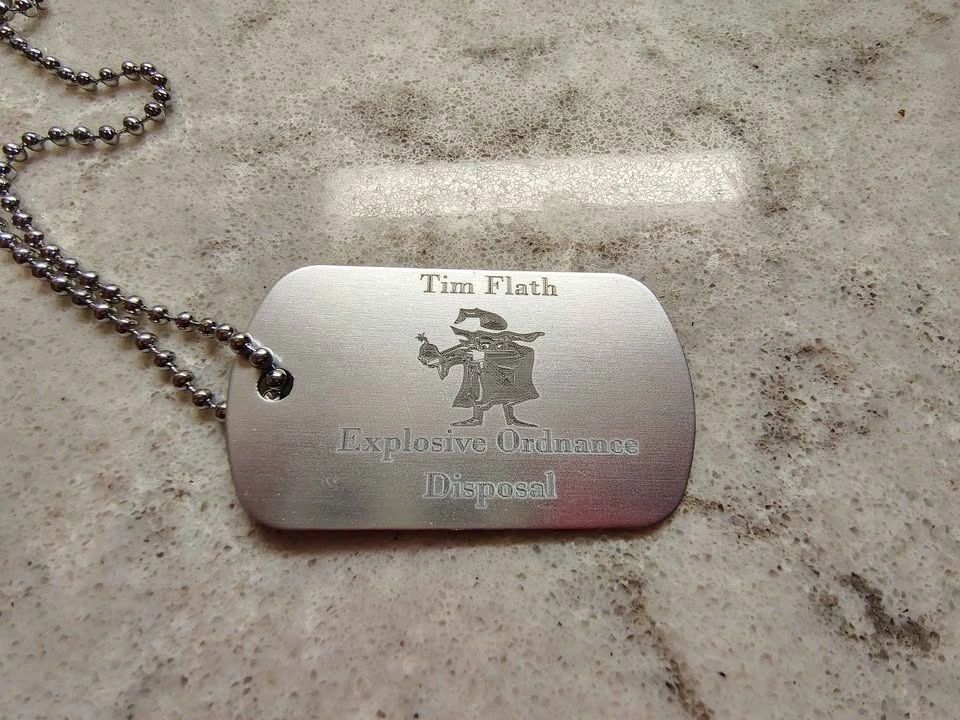 Tim Flath
Explosive Ordnance
Disposal